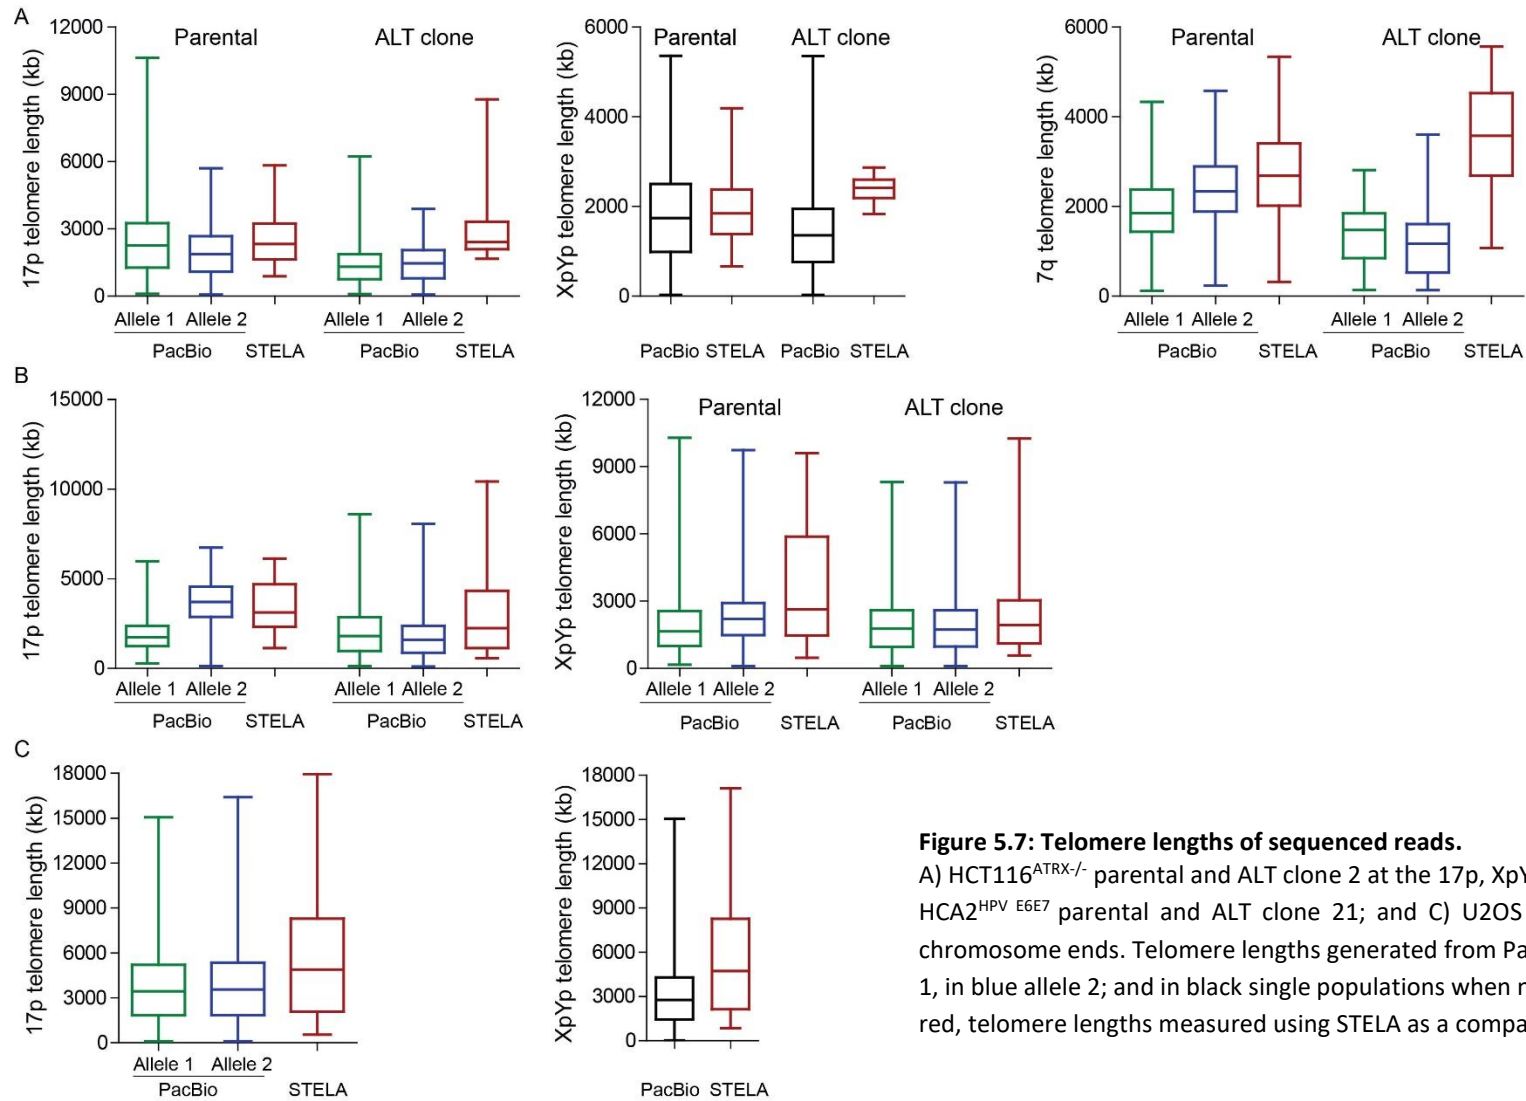 A
12000
9000
6000
3000
0
17p telomere length (kb)
Parental
ALT clone
Allele 1 Allele 2
Allele 1 Allele 2
PacBio STELA PacBio STELA
6000
4000
2000
0
XpYp telomere length (kb)
Parental
ALT clone
PacBio STELA PacBio STELA
6000
4000
2000
0
7q telomere length (kb)
Parental
ALT clone
Allele 1 Allele 2
Allele 1 Allele 2
PacBio STELA PacBio STELA
B
15000
10000
5000
0
17p telomere length (kb)
Allele 1 Allele 2
Allele 1 Allele 2
PacBio STELA PacBio STELA
12000
9000
6000
3000
0
XpYp telomere length (kb)
Parental
ALT clone
Allele 1 Allele 2
Allele 1 Allele 2
PacBio STELA PacBio STELA
C
18000
15000
12000
9000
6000
3000
0
17p telomere length (kb)
Allele 1 Allele 2
PacBio STELA
18000
15000
12000
9000
6000
3000
0
XpYp telomere length (kb)
PacBio STELA
Figure 5.7: Telomere lengths of sequenced reads.
A) HCT116ATRX-/- parental and ALT clone 2 at the 17p,
HCA2HPV E6E7 parental and ALT clone 21; and C) U2OS
chromosome ends. Telomere lengths generated from
1, in blue allele 2; and in black single populations when
red, telomere lengths measured using STELA as a